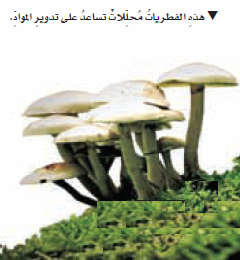 ▼ هذهِ الفطرياتُ مُحلِّلاتٌ تساعدُ على تدويرِ الموادِّ.